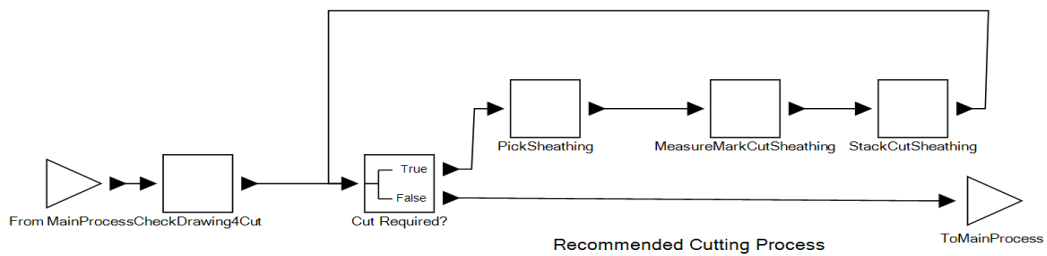 True
False
PickSheathing
MeasureMarkCutSheathing
StackCutSheathing
From MainProcess
CheckDrawing4Cut
Cut Required?
ToMainProcess
Recommended Cutting Process